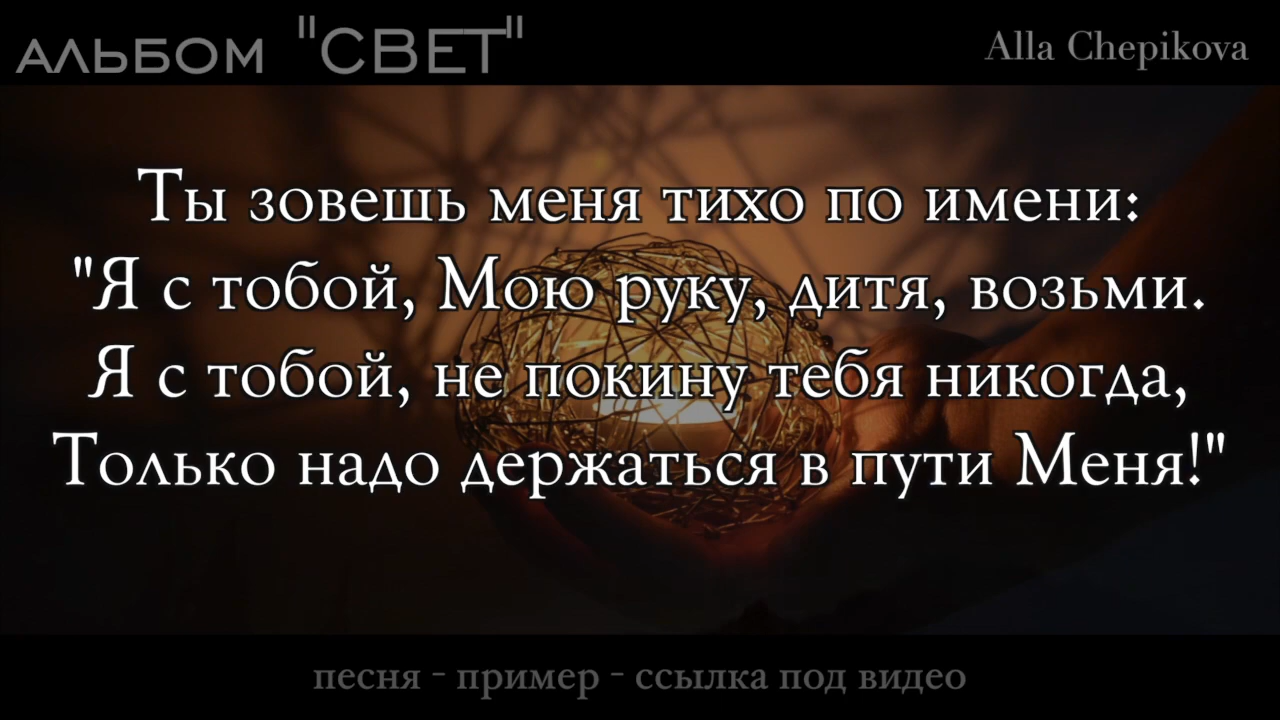 АЛЬБОМ "СВЕТ"
Alla Chepikova
Ты зовешь меня тихо по имени:
"Я с тобой, Мою руку, дитя, возьми.
Я с тобой, не покину тебя никогда,
Только надо держаться в пути Меня!"
песня - пример - ссылка под видео